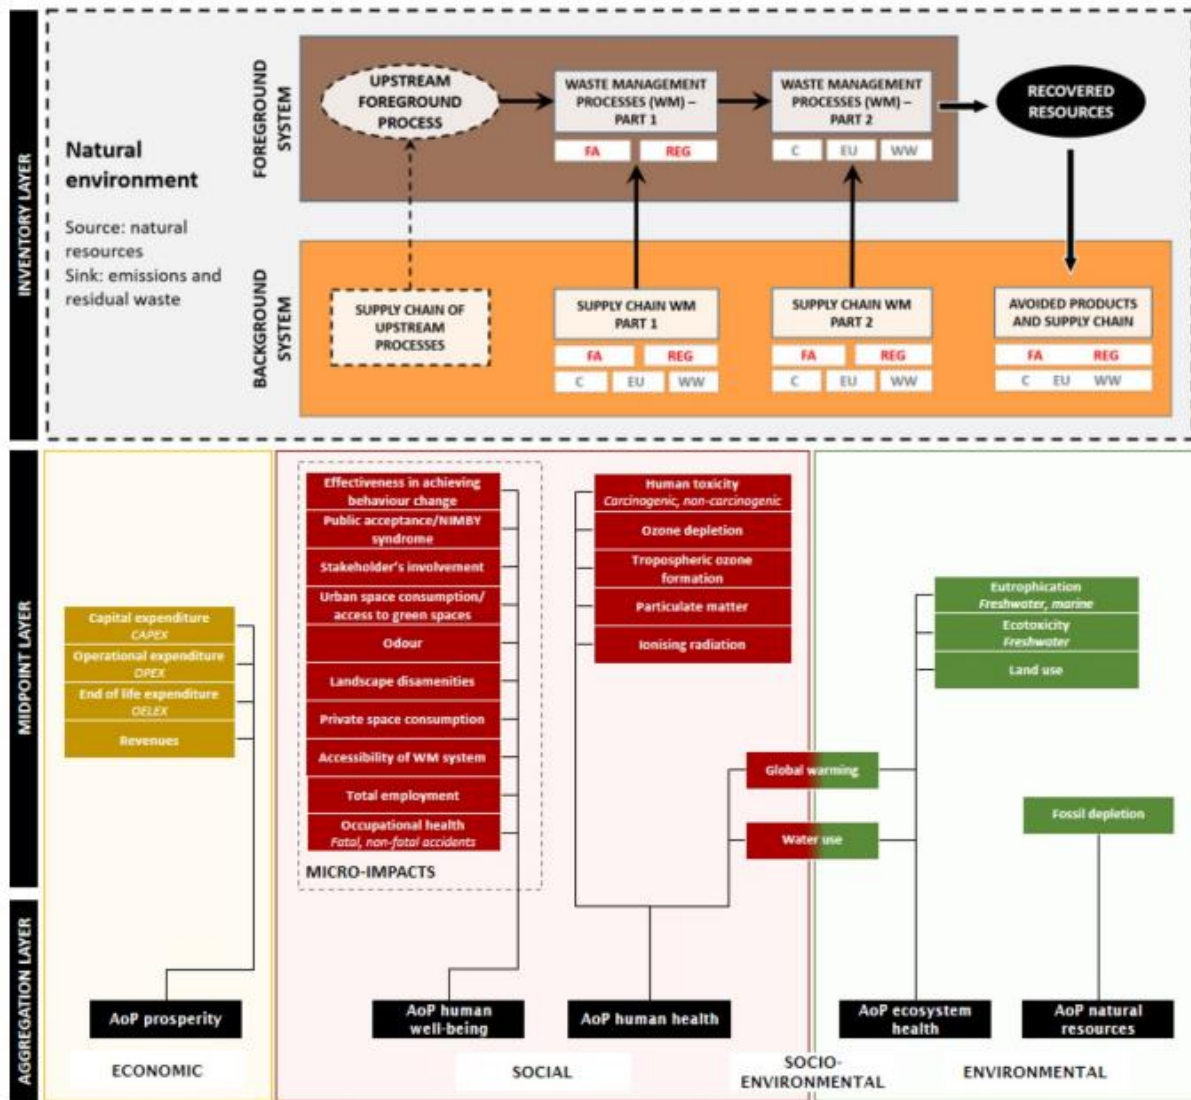 INVENTORY LAYER
Natural
environment
Source: natural
resources
Sink: emissions and
residual waste
FOREGROUND
SYSTEM
UPSTREAM
FOREGROUND
PROCESS
WASTE MANAGEMENT
PROCESSES (WM) –
PART 1
FA REG
WASTE MANAGEMENT
PROCESSES (WM) –
PART 2
C EU WW
RECOVERED
RESOURCES
BACKGROUND
SYSTEM
SUPPLY CHAIN OF
UPSTREAM
PROCESSES
SUPPLY CHAIN WM
PART 1
FA REG
C EU WW
SUPPLY CHAIN WM
PART 2
FA REG
C EU WW
AVOIDED PRODUCTS
AND SUPPLY CHAIN
FA REG
C EU WW
MIDPOINT LAYER
Capital expenditure
CAPEX
Operational expenditure
OPEX
End of life expenditure
OELEX
Revenues
Effectiveness in achieving
behaviour change
Public acceptance/NIMBY
syndrome
Stakeholder's involvement
Urban space consumption/
access to green spaces
Odour
Landscape disamenities
Private space consumption
Accessibility of WM system
Total employment
Occupational health
Fatal, non-fatal accidents
MICRO-IMPACTS
Human toxicity
Carcinogenic, non-carcinogenic
Ozone depletion
Tropospheric ozone
formation
Particulate matter
Ionising radiation
Global warming
Water use
Eutrophication
Freshwater, marine
Ecotoxicity
Freshwater
Land use
Fossil depletion
AGGREGATION LAYER
AoP prosperity
AoP human
well-being
AoP human health
AoP ecosystem
health
AoP natural
resources
ECONOMIC
SOCIAL
SOCIO-
ENVIRONMENTAL
ENVIRONMENTAL